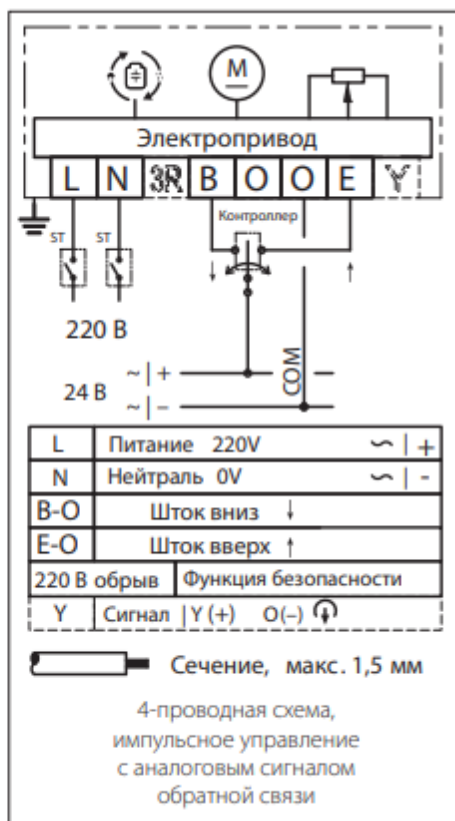 M
Электропривод
L N 3R B O O E Y
Контроллер
ST ST
↓ ↑
220 В
24 В
~ | +
~ | –
COM
L Питание 220V ∽ | +
N Нейтраль 0V ∽ | -
B-O Шток вниз ↓
E-O Шток вверх ↑
220 В обрыв Функция безопасности
Y Сигнал | Y (+) O(–)
Сечение, макс. 1,5 мм
4-проводная схема,
импульсное управление
с аналоговым сигналом
обратной связи